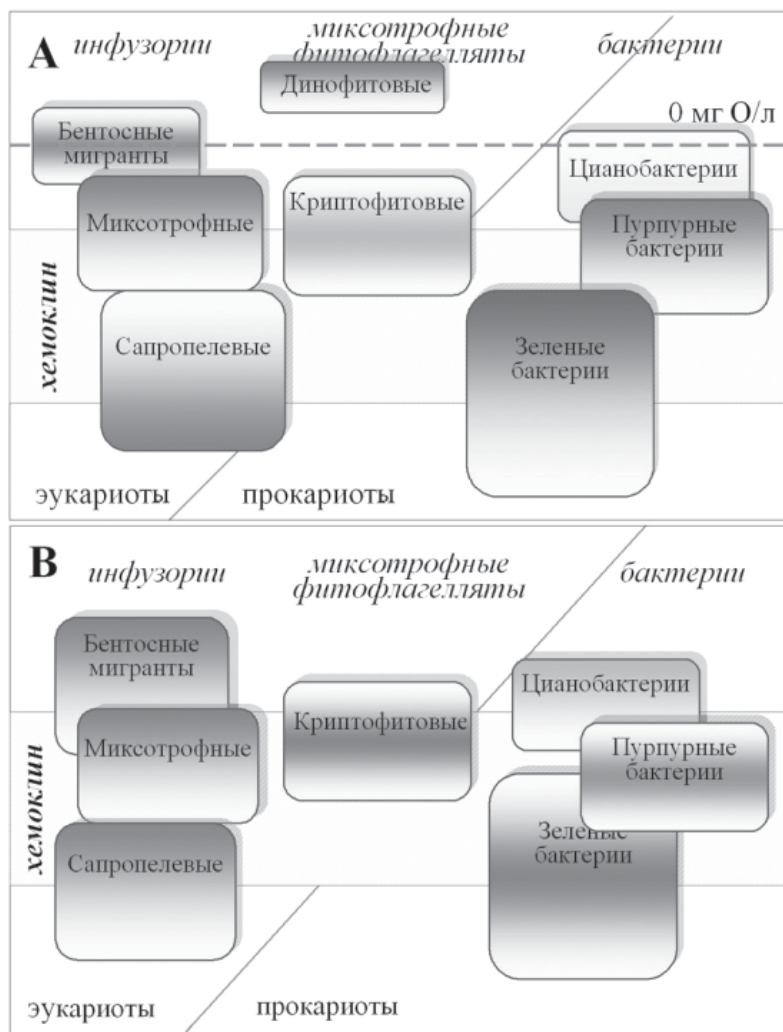 А
инфузории
миксотрофные
фитофлагелляты
бактерии
Динофитовые
0 мг О/л
Бентосные
мигранты
Цианобактерии
Миксотрофные
Криптофитовые
Пурпурные
бактерии
хемоклин
Сапропелевые
Зеленые
бактерии
эукариоты
прокариоты
В
инфузории
миксотрофные
фитофлагелляты
бактерии
Бентосные
мигранты
Цианобактерии
Миксотрофные
Криптофитовые
Пурпурные
бактерии
хемоклин
Сапропелевые
Зеленые
бактерии
эукариоты
прокариоты